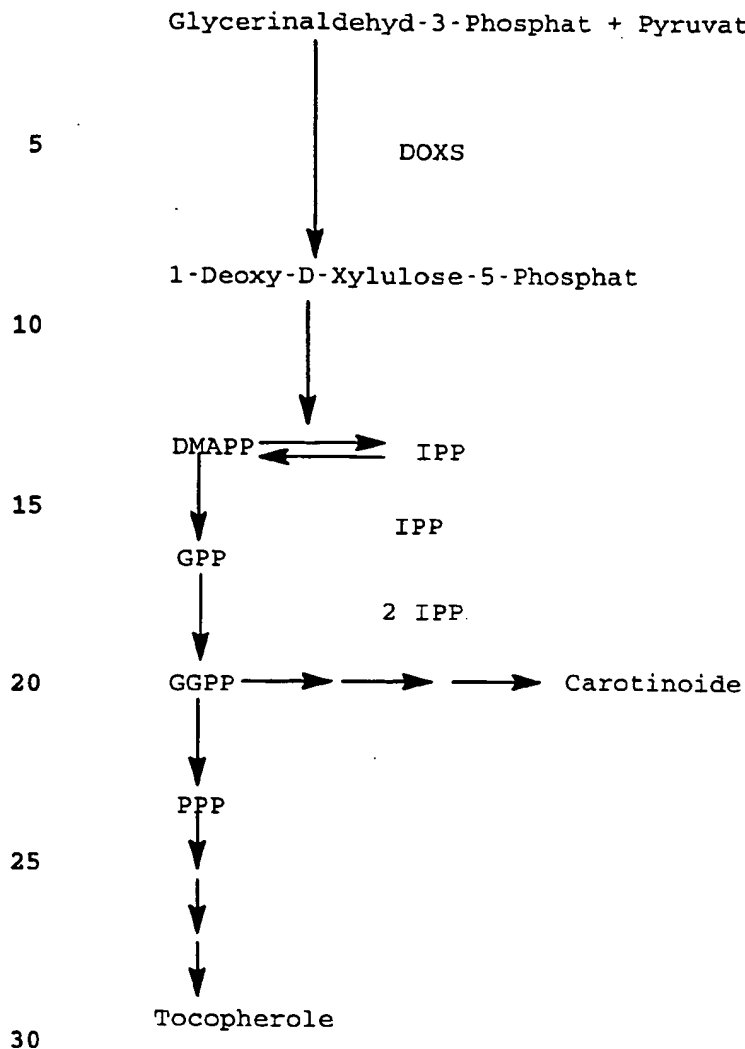 Glycerinaldehyd-3-Phosphat + Pyruvat
5 DOXS
1-Deoxy-D-Xylulose-5-Phosphat
10
DMAPP IPP
15
IPP
GPP
2 IPP
20 GGPP Carotinoide
PPP
25
Tocopherole
30